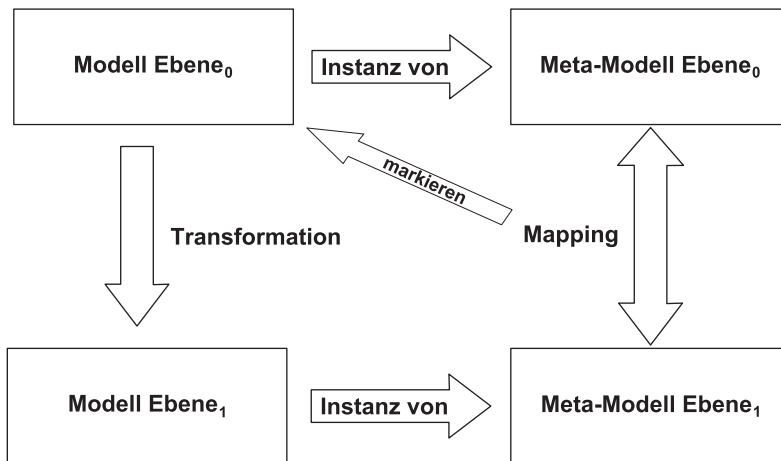 Modell Ebene₀
Instanz von
Meta-Modell Ebene₀
markieren
Transformation
Mapping
Modell Ebene₁
Instanz von
Meta-Modell Ebene₁